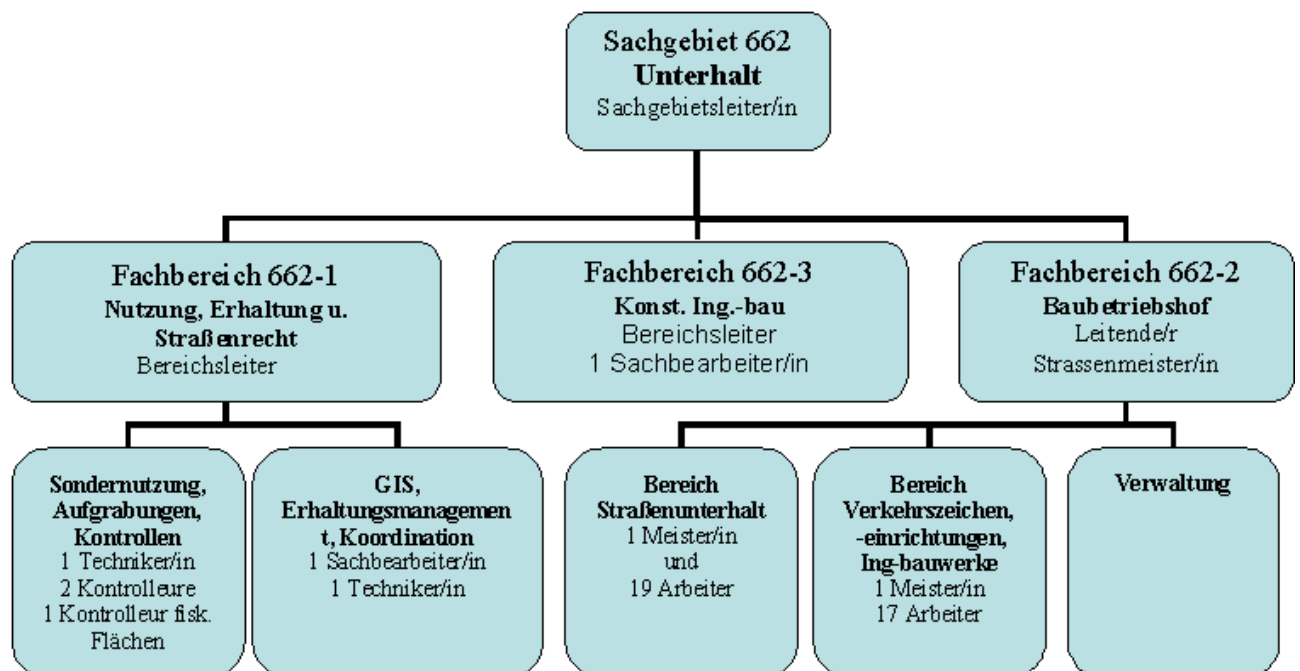 Sachgebiet 662
Unterhalt
Sachgebietsleiter/in
Fachbereich 662-1
Nutzung, Erhaltung u.
Straßenrecht
Bereichsleiter
Fachbereich 662-3
Konst. Ing.-bau
Bereichsleiter
1 Sachbearbeiter/in
Fachbereich 662-2
Baubetriebshof
Leitende/r
Strassenmeister/in
Sondernutzung,
Aufgrabungen,
Kontrollen
1 Techniker/in
2 Kontrolleure
1 Kontrolleur fisk.
Flächen
GIS,
Erhaltungsmanagemen
t, Koordination
1 Sachbearbeiter/in
1 Techniker/in
Bereich
Straßenunterhalt
1 Meister/in
und
19 Arbeiter
Bereich
Verkehrszeichen,
-einrichtungen,
Ing-bauwerke
1 Meister/in
17 Arbeiter
Verwaltung